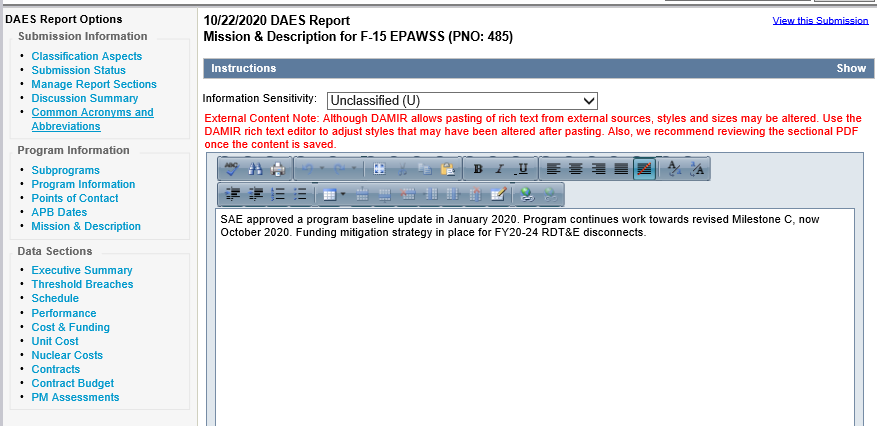 DAES Report Options
Submission Information
Classification Aspects
Submission Status
Manage Report Sections
Discussion Summary
Common Acronyms and
Abbreviations
Program Information
Subprograms
Program Information
Points of Contact
APB Dates
Mission & Description
Data Sections
Executive Summary
Threshold Breaches
Schedule
Performance
Cost & Funding
Unit Cost
Nuclear Costs
Contracts
Contract Budget
PM Assessments
10/22/2020 DAES Report
View this Submission
Mission & Description for F-15 EPAWSS (PNO: 485)
Instructions Show
Information Sensitivity: Unclassified (U)
External Content Note: Although DAMIR allows pasting of rich text from external sources, styles and sizes may be altered. Use the
DAMIR rich text editor to adjust styles that may have been altered after pasting. Also, we recommend reviewing the sectional PDF
once the content is saved.
B I U
SAE approved a program baseline update in January 2020. Program continues work towards revised Milestone C, now
October 2020. Funding mitigation strategy in place for FY20-24 RDT&E disconnects.